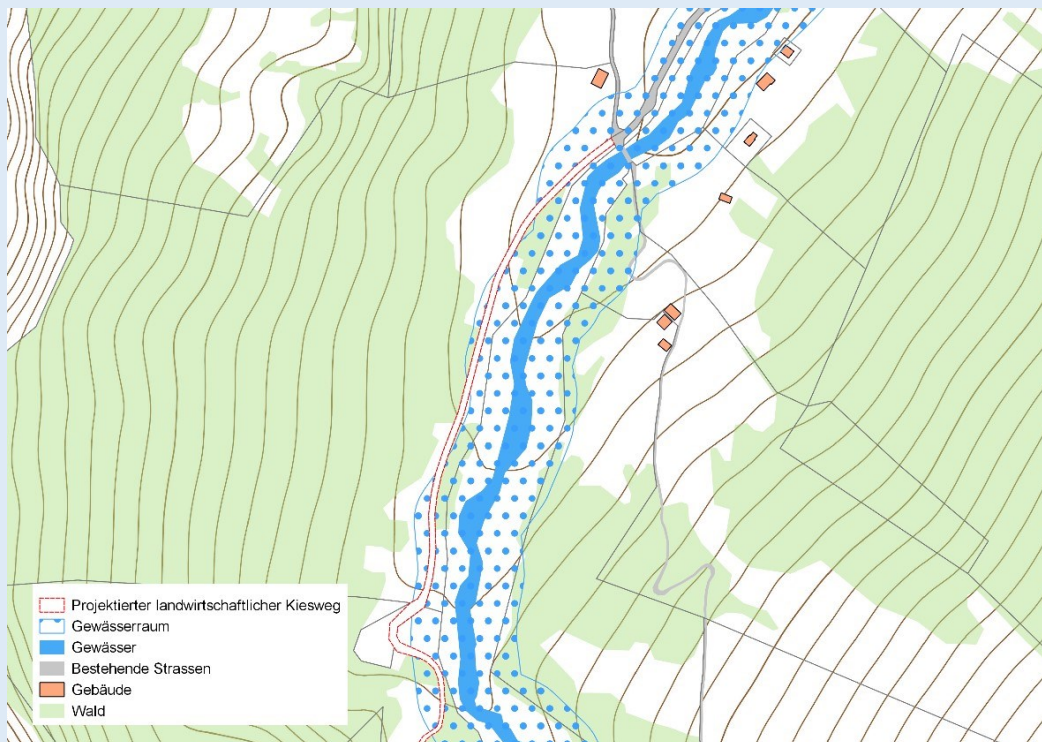 Projektierter landwirtschaftlicher Kiesweg
Gewässerraum
Gewässer
Bestehende Strassen
Gebäude
Wald